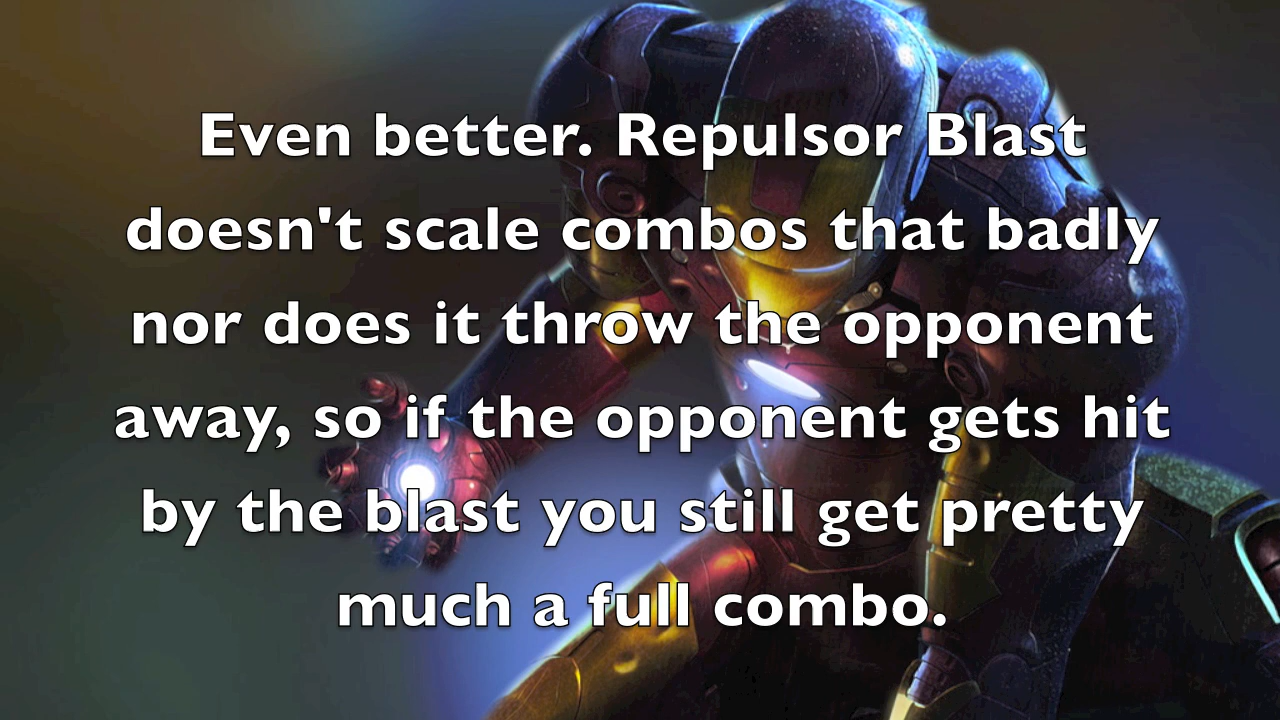 Even better. Repulsor Blast
doesn't scale combos that badly
nor does it throw the opponent
away, so if the opponent gets hit
by the blast you still get pretty
much a full combo.